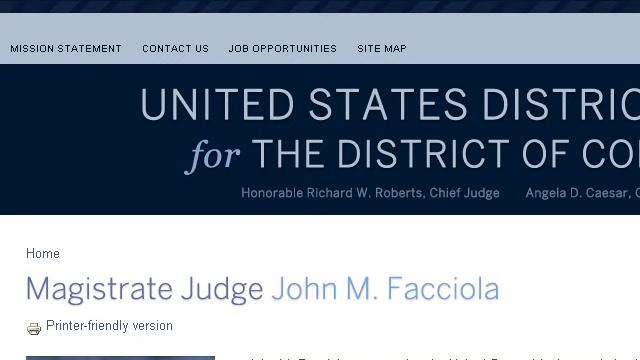 MISSION STATEMENT CONTACT US JOB OPPORTUNITIES SITE MAP
UNITED STATES DISTRIC
for THE DISTRICT OF CO
Honorable Richard W. Roberts, Chief Judge Angela D. Caesar, C
Home
Magistrate Judge John M. Facciola
Printer-friendly version